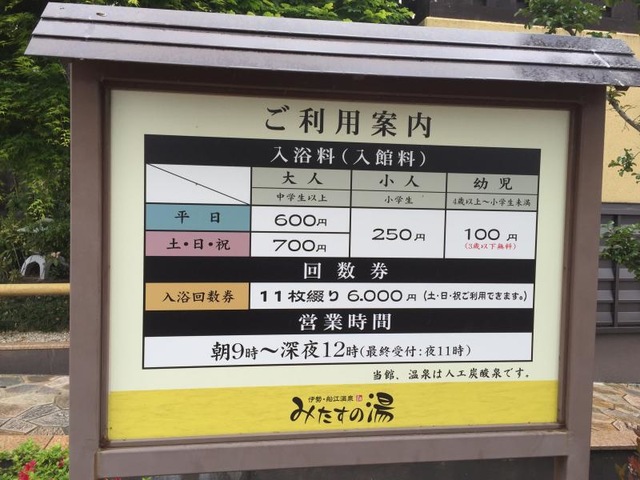 ご利用案内
入浴料(入館料)
大人 小人 幼児
中学生以上 小学生 4歳以上～小学生未満
平日 600円 250円 100円
(3歳以下無料)
土・日・祝 700円
回数券
入浴回数券 11枚綴り 6.000円 (土・日・祝ご利用できます。)
営業時間
朝9時～深夜12時(最終受付:夜11時)
当館、温泉は人工炭酸泉です。
伊勢・船江温泉
みたすの湯